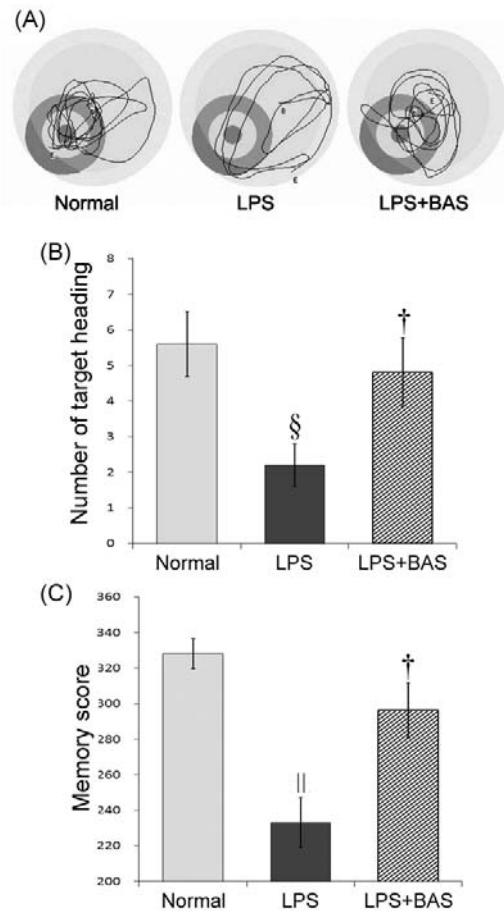 (A)
Normal LPS LPS+BAS
(B)
Number of target heading
8
7
6
5
4
3
2
1
0
§
†
Normal LPS LPS+BAS
(C)
Memory score
360
340
320
300
280
260
240
220
200
||
†
Normal LPS LPS+BAS